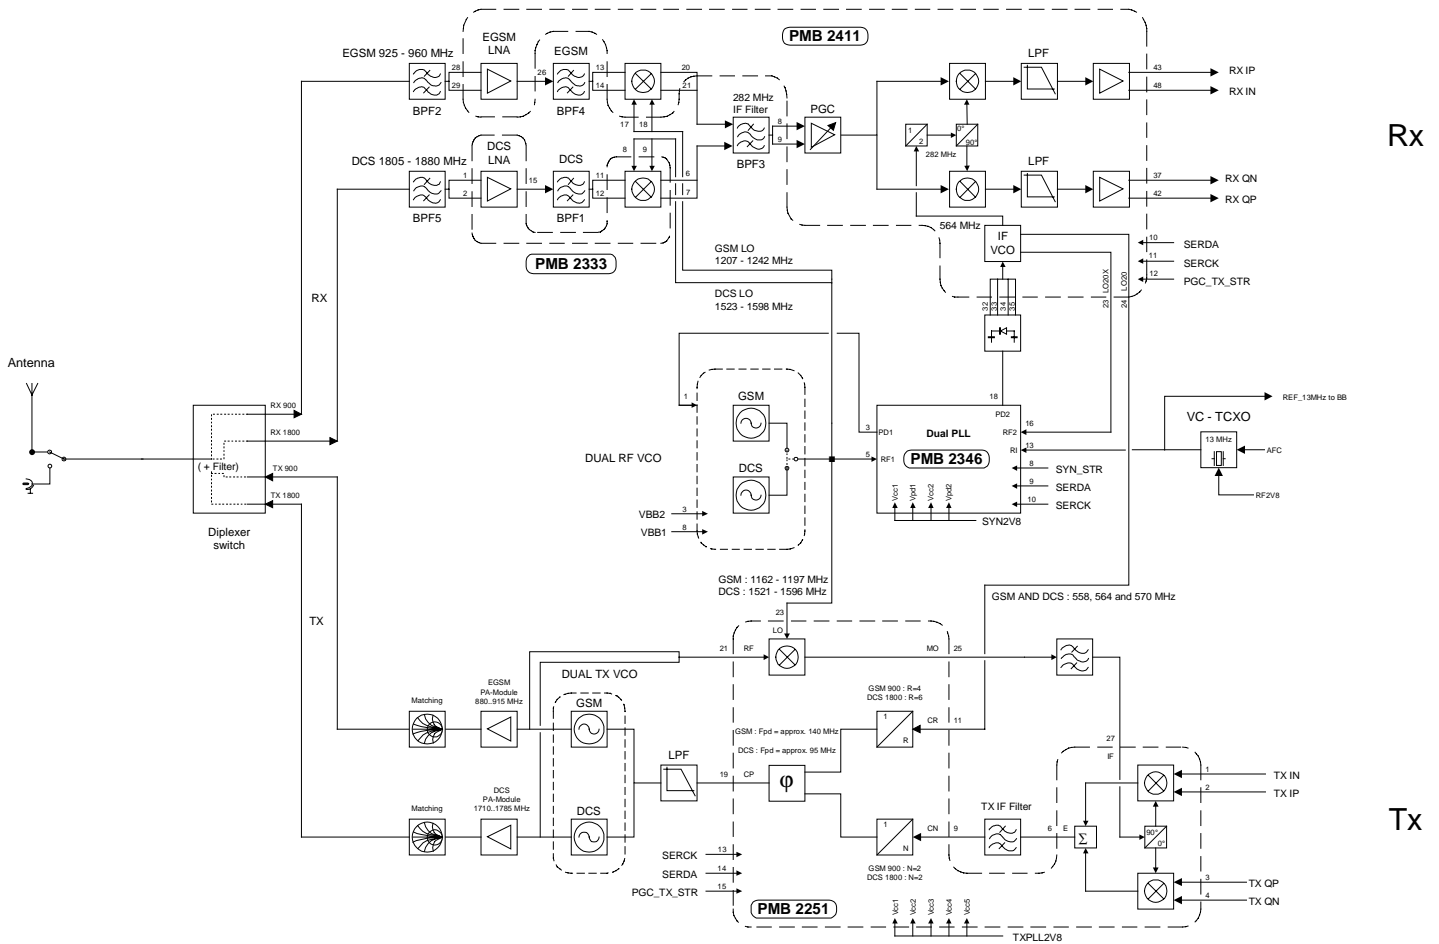 PMB 2411
EGSM 925 - 960 MHz
EGSM
LNA
EGSM
LPF
28
29
26
13
14
20
21
BPF2
BPF4
17
18
282 MHz
IF Filter
BPF3
8
9
PGC
1
2
282 MHz
0°
90°
43
48
RX IP
RX IN
Rx
DCS 1805 - 1880 MHz
DCS
LNA
DCS
8
9
1
2
15
11
12
6
7
BPF5
BPF1
LPF
37
42
RX QN
RX QP
PMB 2333
564 MHz
IF
VCO
10
SERDA
11
SERCK
12
PGC_TX_STR
GSM LO
1207 - 1242 MHz
DCS LO
1523 - 1598 MHz
32
33
34
35
23
LO20X
24
LO20
RX
Antenna
RX 900
RX 1800
( + Filter)
TX 900
TX 1800
Diplexer
switch
1
GSM
DCS
DUAL RF VCO
VBB2
3
VBB1
8
18
PD2
3
PD1
Dual PLL
RF2
16
RI
13
PMB 2346
5
RF1
8
SYN_STR
9
SERDA
10
SERCK
Vcc1
Vpd1
Vcc2
Vpd2
SYN2V8
REF_13MHz to BB
VC - TCXO
13 MHz
AFC
RF2V8
GSM : 1162 - 1197 MHz
DCS : 1521 - 1596 MHz
GSM AND DCS : 558, 564 and 570 MHz
TX
23
LO
21
RF
MO
25
DUAL TX VCO
EGSM
PA-Module
880..915 MHz
Matching
GSM
GSM 900 : R=4
DCS 1800 : R=6
1
R
CR
11
GSM : Fpd = approx. 140 MHz
DCS : Fpd = approx. 95 MHz
LPF
19
CP
φ
27
IF
1
TX IN
2
TX IP
DCS
PA-Module
1710..1785 MHz
Matching
DCS
1
N
CN
9
TX IF Filter
6
E
Σ
90°
0°
Tx
GSM 900 : N=2
DCS 1800 : N=2
SERCK
13
SERDA
14
PGC_TX_STR
15
3
TX QP
4
TX QN
PMB 2251
Vcc1
Vcc2
Vcc3
Vcc4
Vcc5
TXPLL2V8